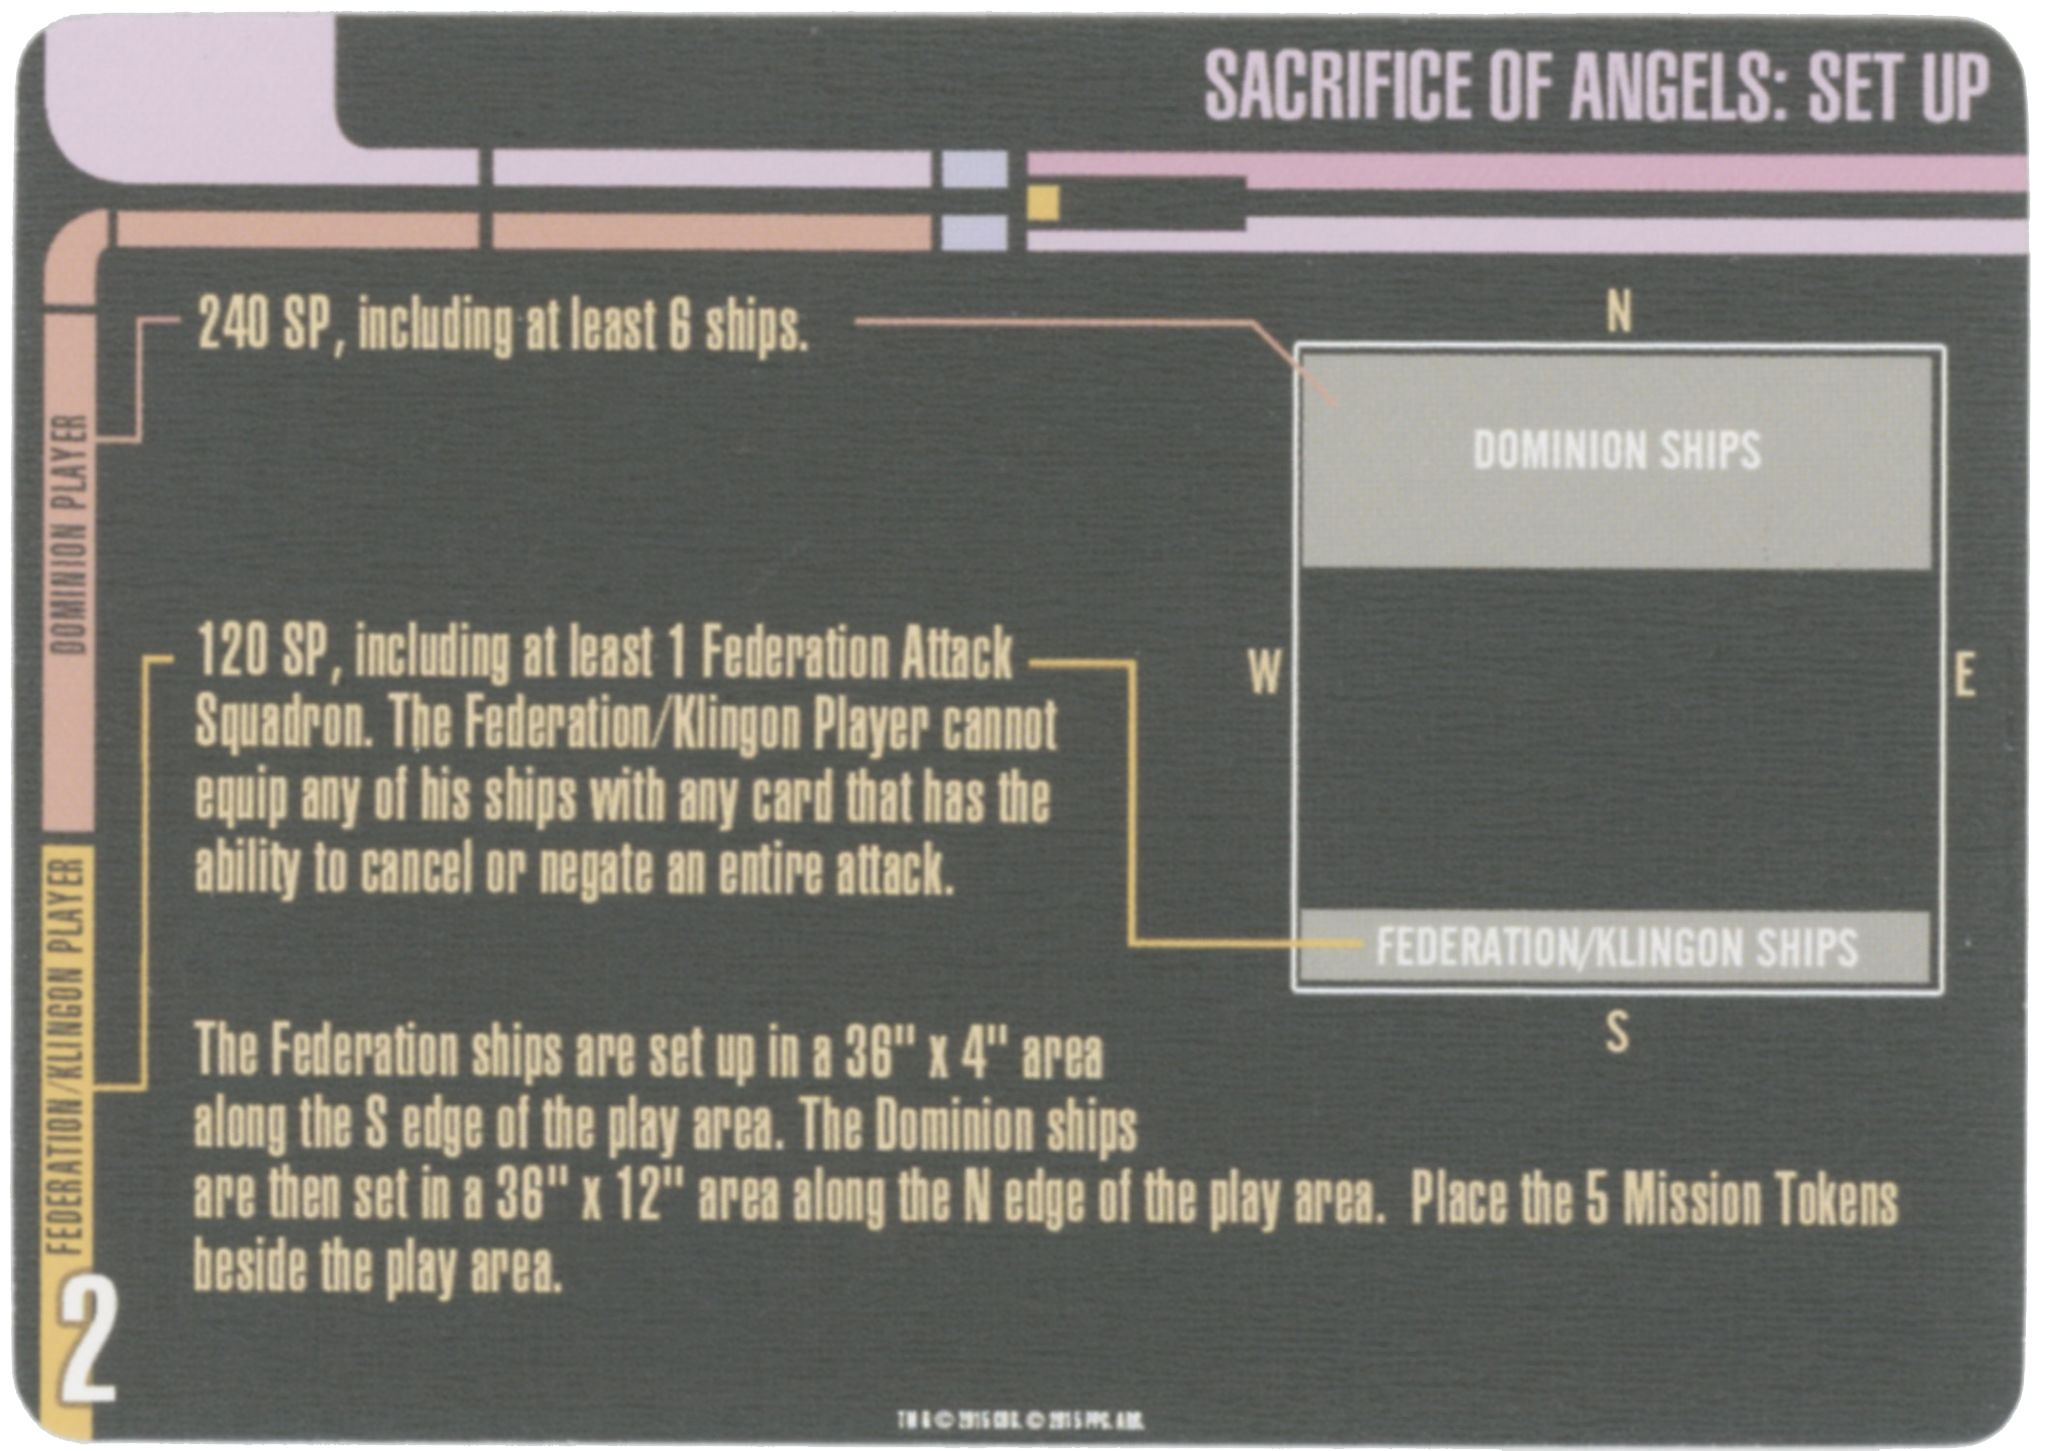 SACRIFICE OF ANGELS: SET UP
240 SP, including at least 6 ships.
DOMINION PLAYER
N
DOMINION SHIPS
W
E
FEDERATION/KLINGON SHIPS
S
120 SP, including at least 1 Federation Attack
Squadron. The Federation/Klingon Player cannot
equip any of his ships with any card that has the
ability to cancel or negate an entire attack.
FEDERATION/KLINGON PLAYER
The Federation ships are set up in a 36" x 4" area
along the S edge of the play area. The Dominion ships
are then set in a 36" x 12" area along the N edge of the play area. Place the 5 Mission Tokens
beside the play area.
2
TM & © 2015 CBS. © 2015 PPC. ARR.